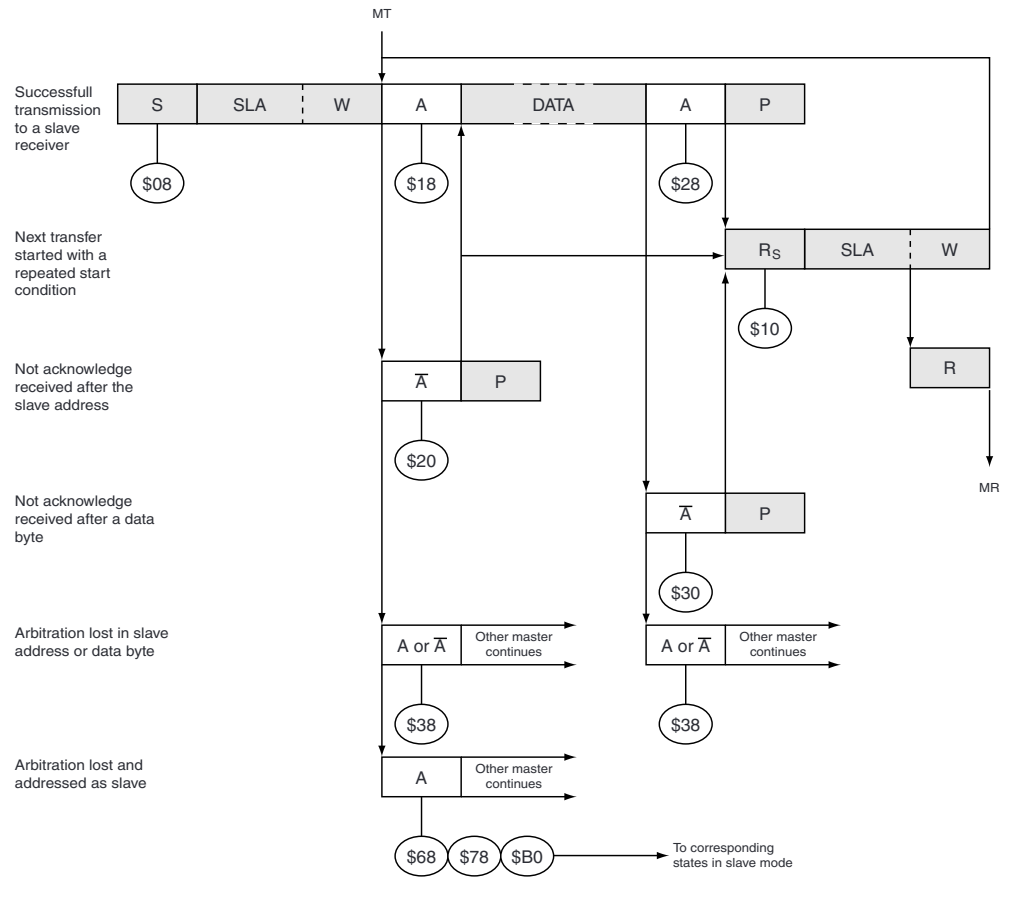 MT
Successfull
transmission
to a slave
receiver
S
SLA
W
A
DATA
A
P
$08
$18
$28
Next transfer
started with a
repeated start
condition
RS
SLA
W
$10
Not acknowledge
received after the
slave address
A̅
P
R
$20
MR
Not acknowledge
received after a data
byte
A̅
P
$30
Arbitration lost in slave
address or data byte
A or A̅
Other master
continues
A or A̅
Other master
continues
$38
$38
Arbitration lost and
addressed as slave
A
Other master
continues
$68
$78
$B0
To corresponding
states in slave mode